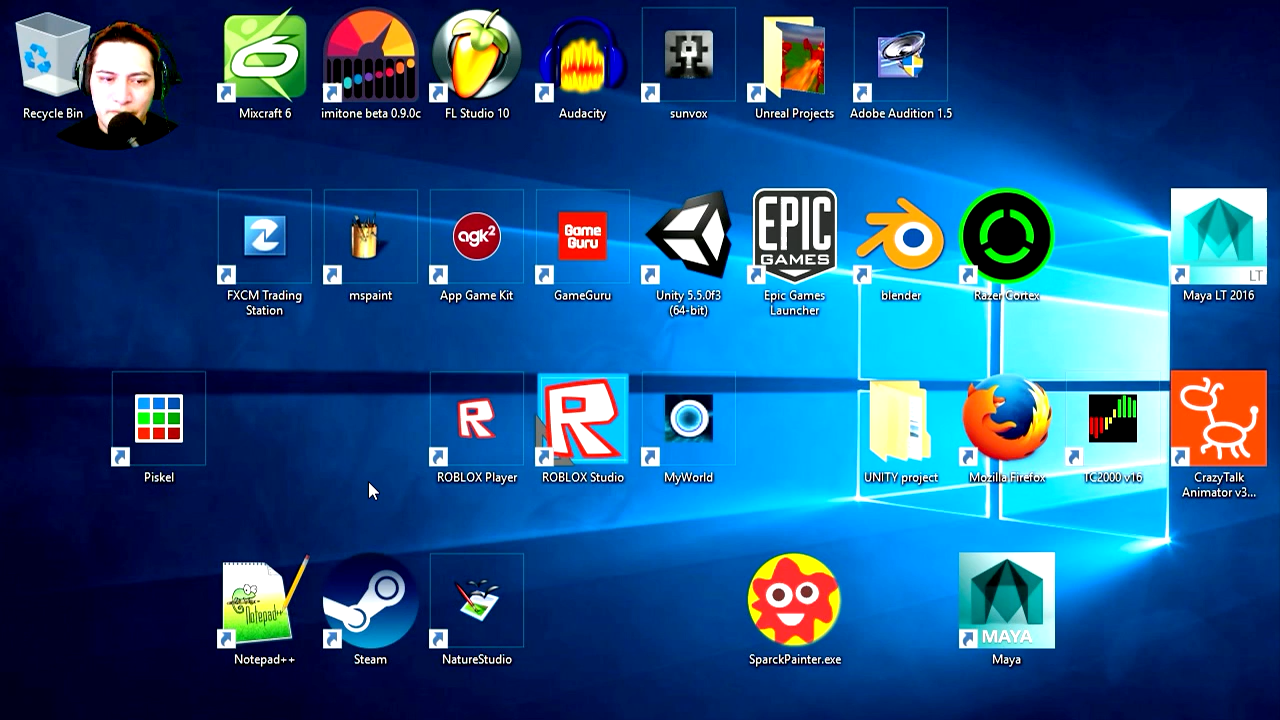 Recycle Bin
Mixcraft 6
imitone beta 0.9.0c
FL Studio 10
Audacity
sunvox
Unreal Projects
Adobe Audition 1.5
agk2
Game
Guru
EPIC
GAMES
LT
FXCM Trading
Station
mspaint
App Game Kit
GameGuru
Unity 5.5.0f3
(64-bit)
Epic Games
Launcher
blender
Razer Cortex
Maya LT 2016
R
R
Piskel
ROBLOX Player
ROBLOX Studio
MyWorld
UNITY project
Mozilla Firefox
TC2000 v16
CrazyTalk
Animator v3...
Notepad++
MAYA
Notepad++
Steam
NatureStudio
SparckPainter.exe
Maya